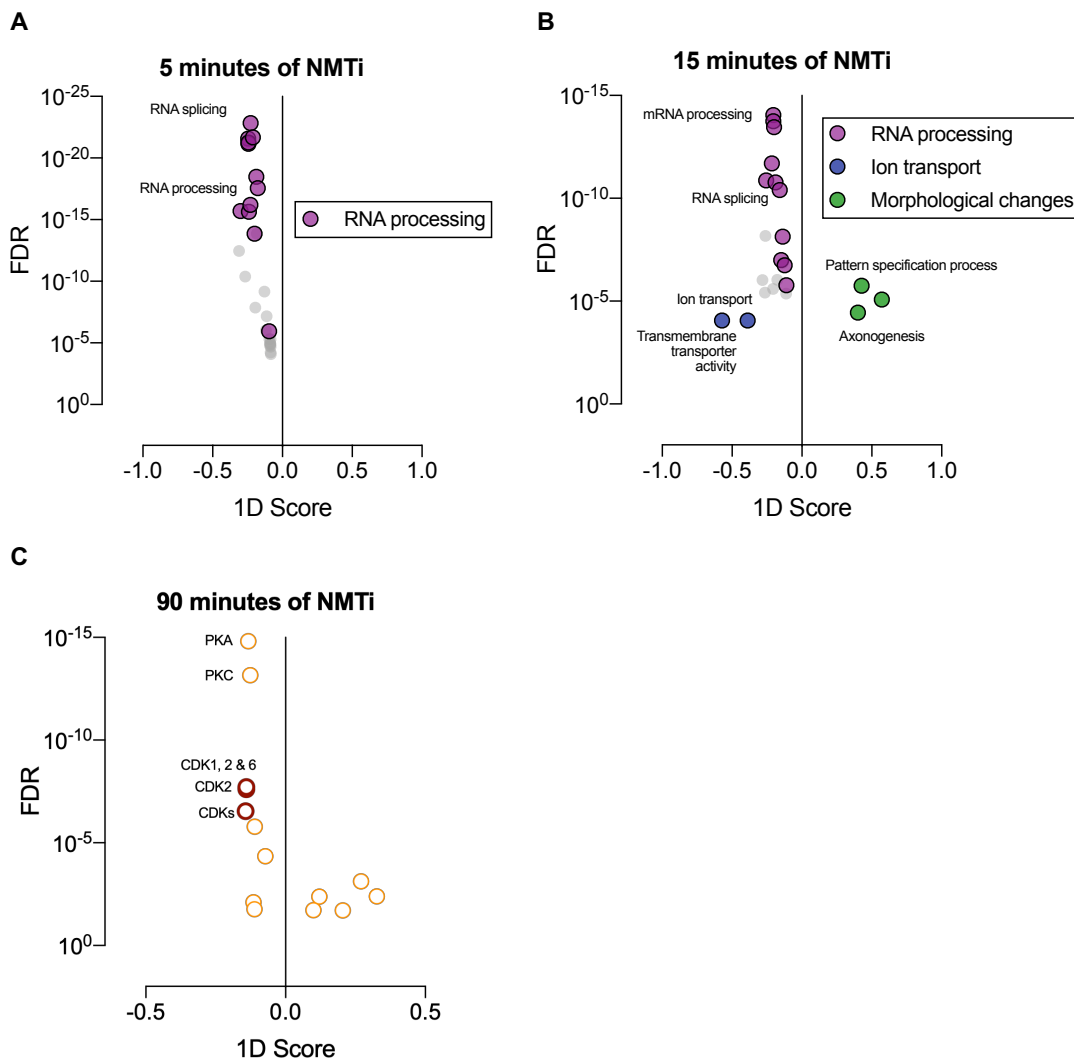 A
5 minutes of NMTi
FDR
10-25
10-20
10-15
10-10
10-5
100
RNA splicing
RNA processing
RNA processing
-1.0 -0.5 0.0 0.5 1.0
1D Score
B
15 minutes of NMTi
FDR
10-15
10-10
10-5
100
mRNA processing
RNA splicing
RNA processing
Ion transport
Morphological changes
Pattern specification process
Ion transport
Transmembrane
transporter
activity
Axonogenesis
-1.0 -0.5 0.0 0.5 1.0
1D Score
C
90 minutes of NMTi
FDR
10-15
10-10
10-5
100
PKA
PKC
CDK1, 2 & 6
CDK2
CDKs
-0.5 0.0 0.5
1D Score